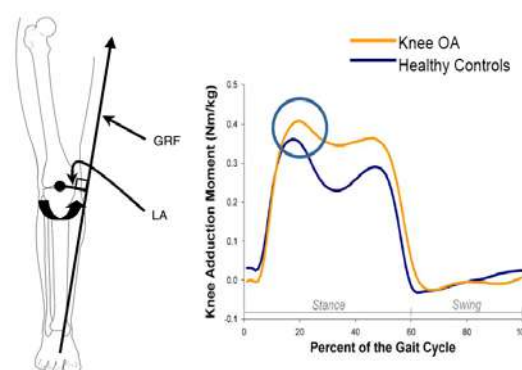 GRF
LA
Knee OA
Healthy Controls
Knee Adduction Moment (Nm/kg)
0.5
0.4
0.3
0.2
0.1
0.0
-0.1
Stance
Swing
0
20
40
60
80
100
Percent of the Gait Cycle